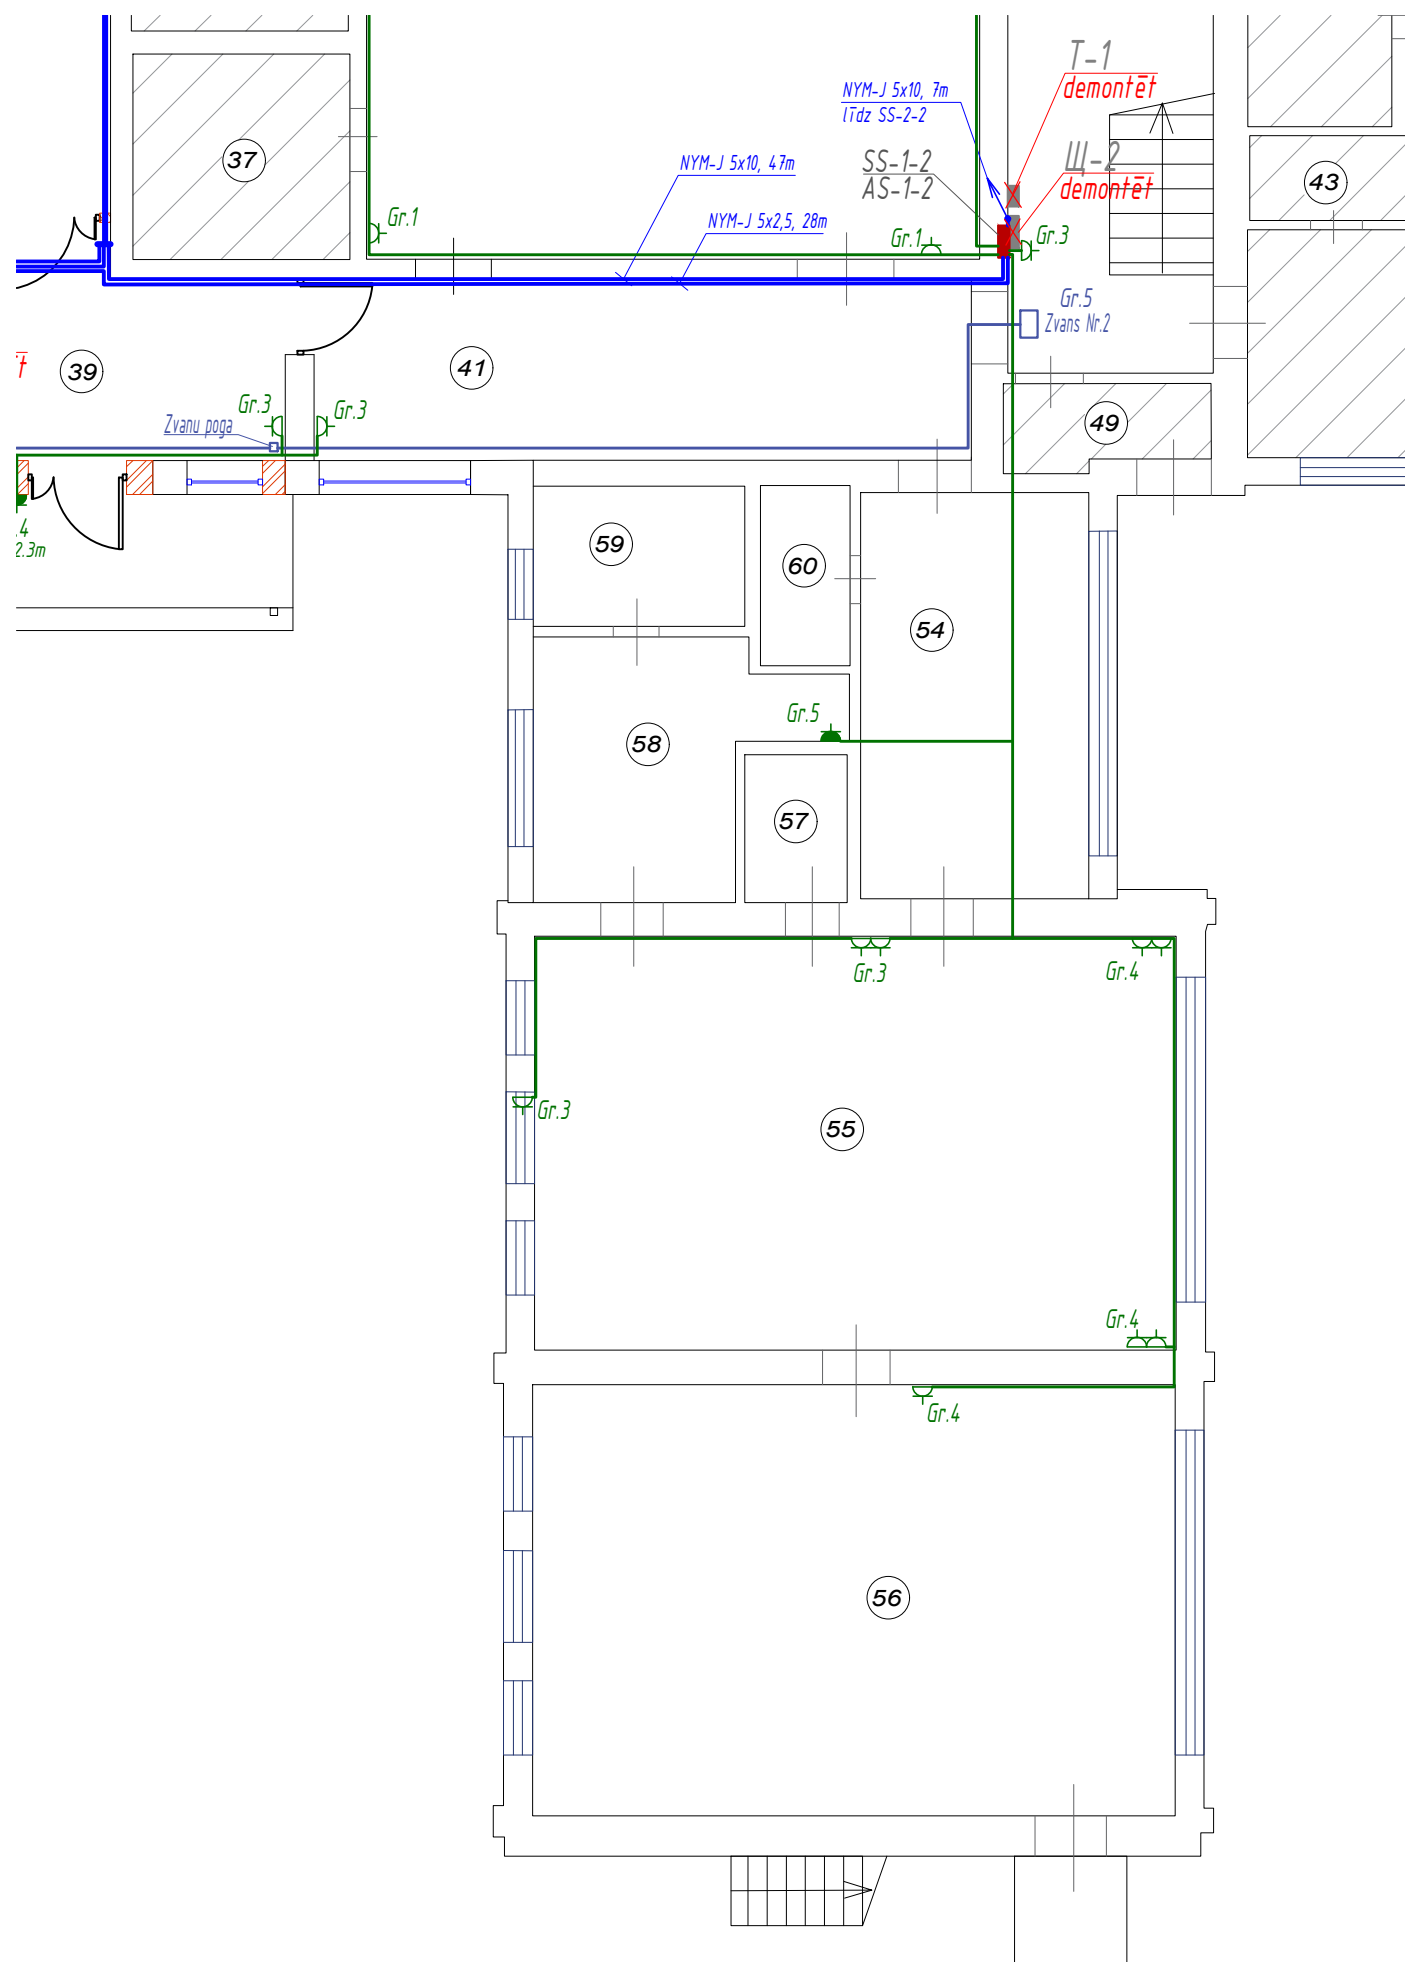 T-1
demontēt
NYM-J 5x10, 7m
līdz SS-2-2
Щ-2
demontēt
SS-1-2
AS-1-2
37
NYM-J 5x10, 47m
43
Gr.1
NYM-J 5x2,5, 28m
Gr.1
Gr.3
Gr.5
Zvans Nr.2
39
41
Gr.3
Gr.3
Zvanu poga
49
.4
2.3m
59
60
54
Gr.5
58
57
Gr.3
Gr.4
Gr.3
55
Gr.4
Gr.4
56